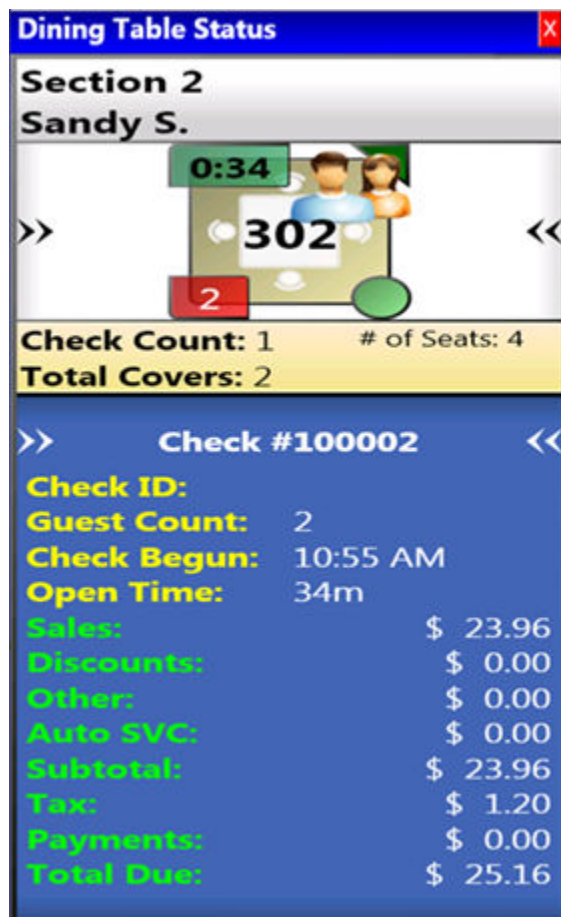 Dining Table Status X
Section 2
Sandy S.
0:34
302
2
Check Count: 1 # of Seats: 4
Total Covers: 2
>> Check #100002 <<
Check ID:
Guest Count: 2
Check Begun: 10:55 AM
Open Time: 34m
Sales: $ 23.96
Discounts: $ 0.00
Other: $ 0.00
Auto SVC: $ 0.00
Subtotal: $ 23.96
Tax: $ 1.20
Payments: $ 0.00
Total Due: $ 25.16